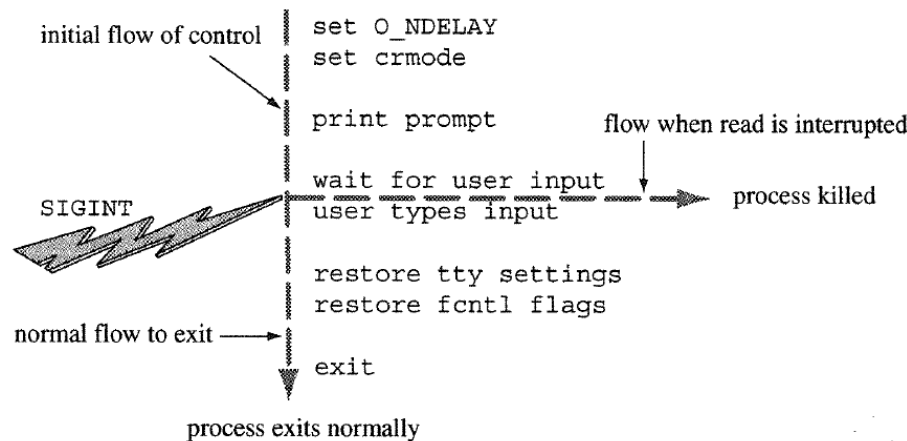 set O_NDELAY
initial flow of control
set crmode
print prompt
flow when read is interrupted
wait for user input
process killed
SIGINT
user types input
restore tty settings
restore fcntl flags
normal flow to exit
exit
process exits normally